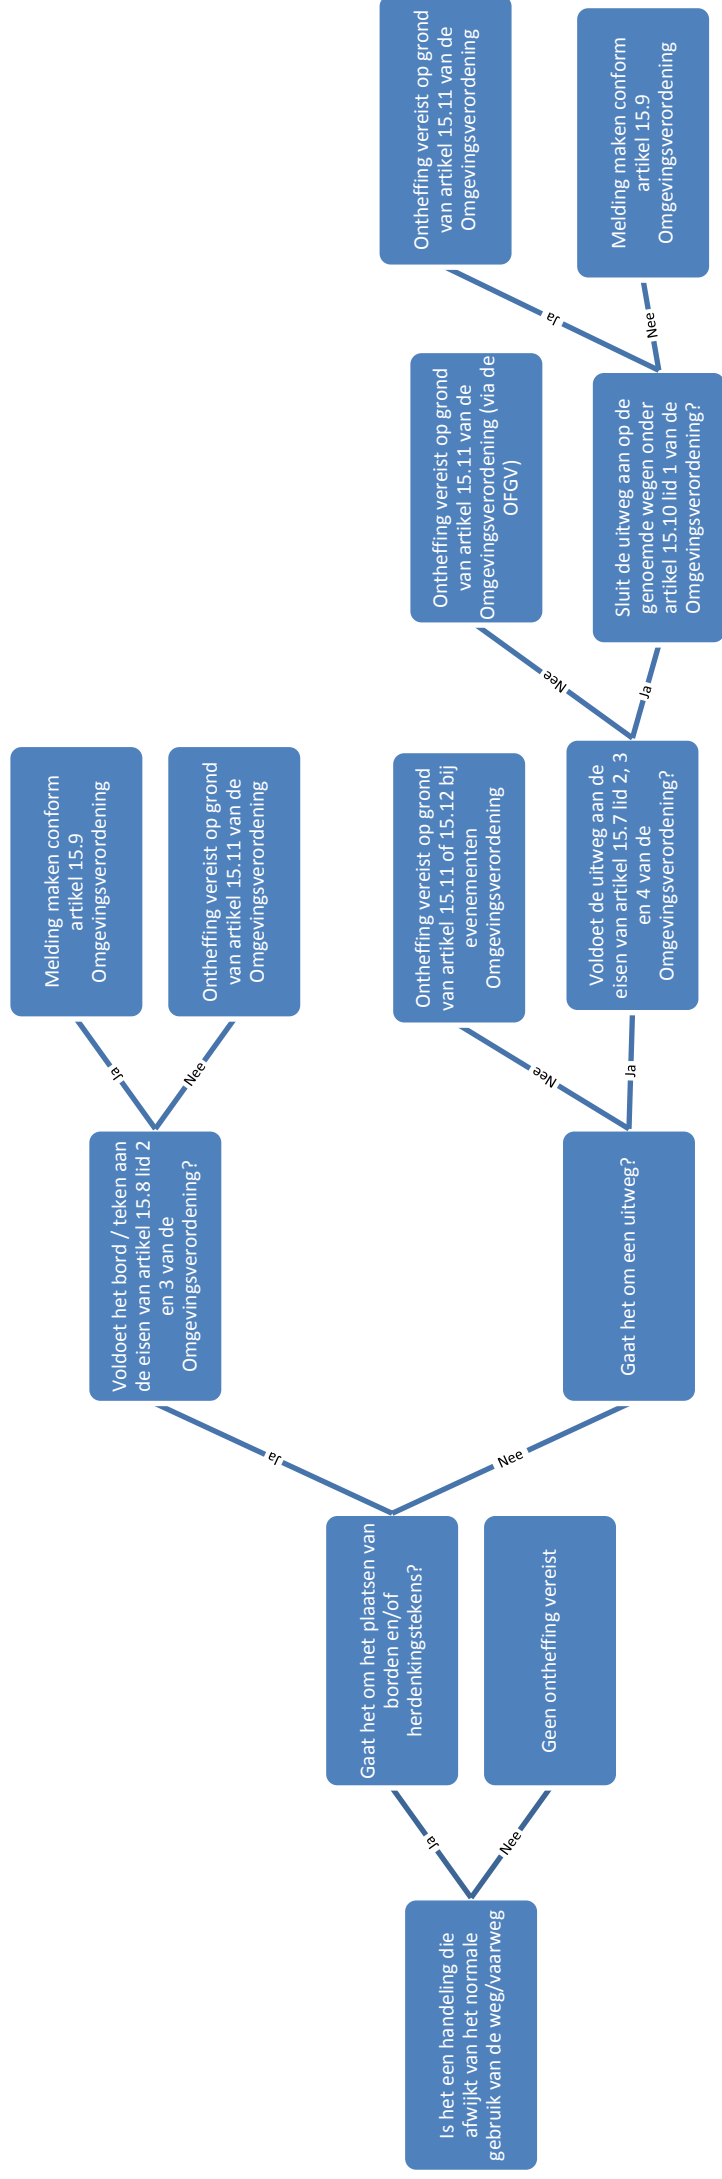 Is het een handeling die
afwijkt van het normale
gebruik van de weg/vaarweg
Ja
Nee
Gaat het om het plaatsen van
borden en/of
herdenkingstekens?
Geen ontheffing vereist
Ja
Nee
Voldoet het bord / teken aan
de eisen van artikel 15.8 lid 2
en 3 van de
Omgevingsverordening?
Ja
Nee
Melding maken conform
artikel 15.9
Omgevingsverordening
Ontheffing vereist op grond
van artikel 15.11 van de
Omgevingsverordening
Gaat het om een uitweg?
Nee
Ja
Ontheffing vereist op grond
van artikel 15.11 of 15.12 bij
evenementen
Omgevingsverordening
Voldoet de uitweg aan de
eisen van artikel 15.7 lid 2, 3
en 4 van de
Omgevingsverordening?
Nee
Ja
Ontheffing vereist op grond
van artikel 15.11 van de
Omgevingsverordening (via de
OFGV)
Sluit de uitweg aan op de
genoemde wegen onder
artikel 15.10 lid 1 van de
Omgevingsverordening?
Ja
Nee
Ontheffing vereist op grond
van artikel 15.11 van de
Omgevingsverordening
Melding maken conform
artikel 15.9
Omgevingsverordening